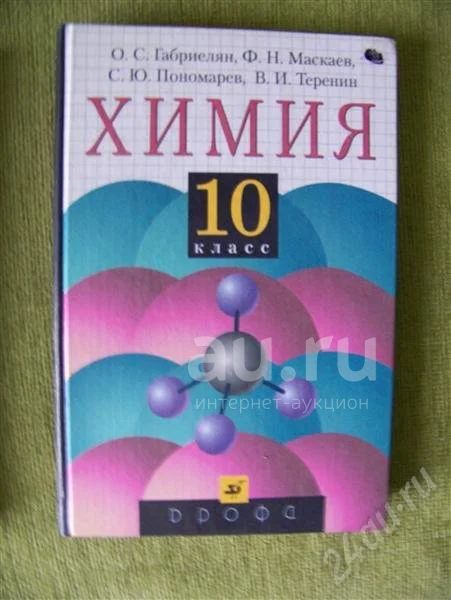 О. С. Габриелян, Ф. Н. Маскаев,
С. Ю. Пономарев, В. И. Теренин
ХИМИЯ
10
класс
au.ru
интернет-аукцион
ДРОФА
24au.ru